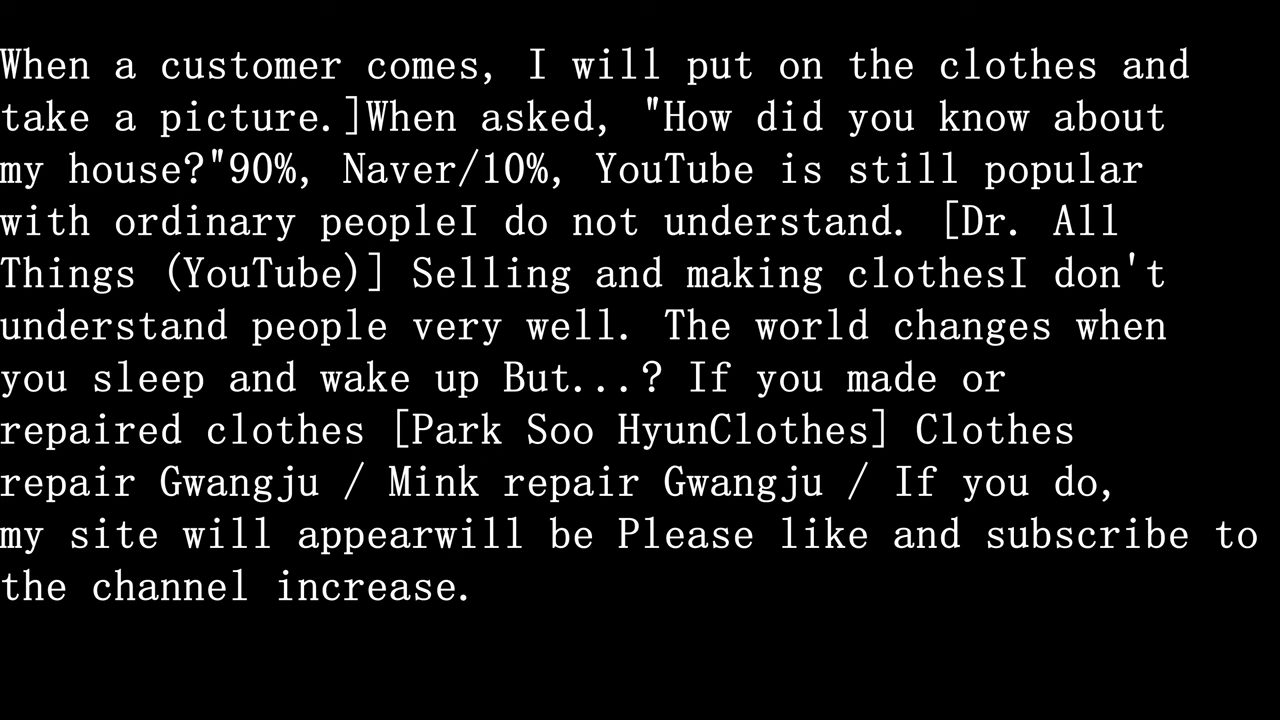 When a customer comes, I will put on the clothes and
take a picture.]When asked, "How did you know about
my house?"90%, Naver/10%, YouTube is still popular
with ordinary peopleI do not understand. [Dr. All
Things (YouTube)] Selling and making clothesI don't
understand people very well. The world changes when
you sleep and wake up But...? If you made or
repaired clothes [Park Soo HyunClothes] Clothes
repair Gwangju / Mink repair Gwangju / If you do,
my site will appearwill be Please like and subscribe to
the channel increase.